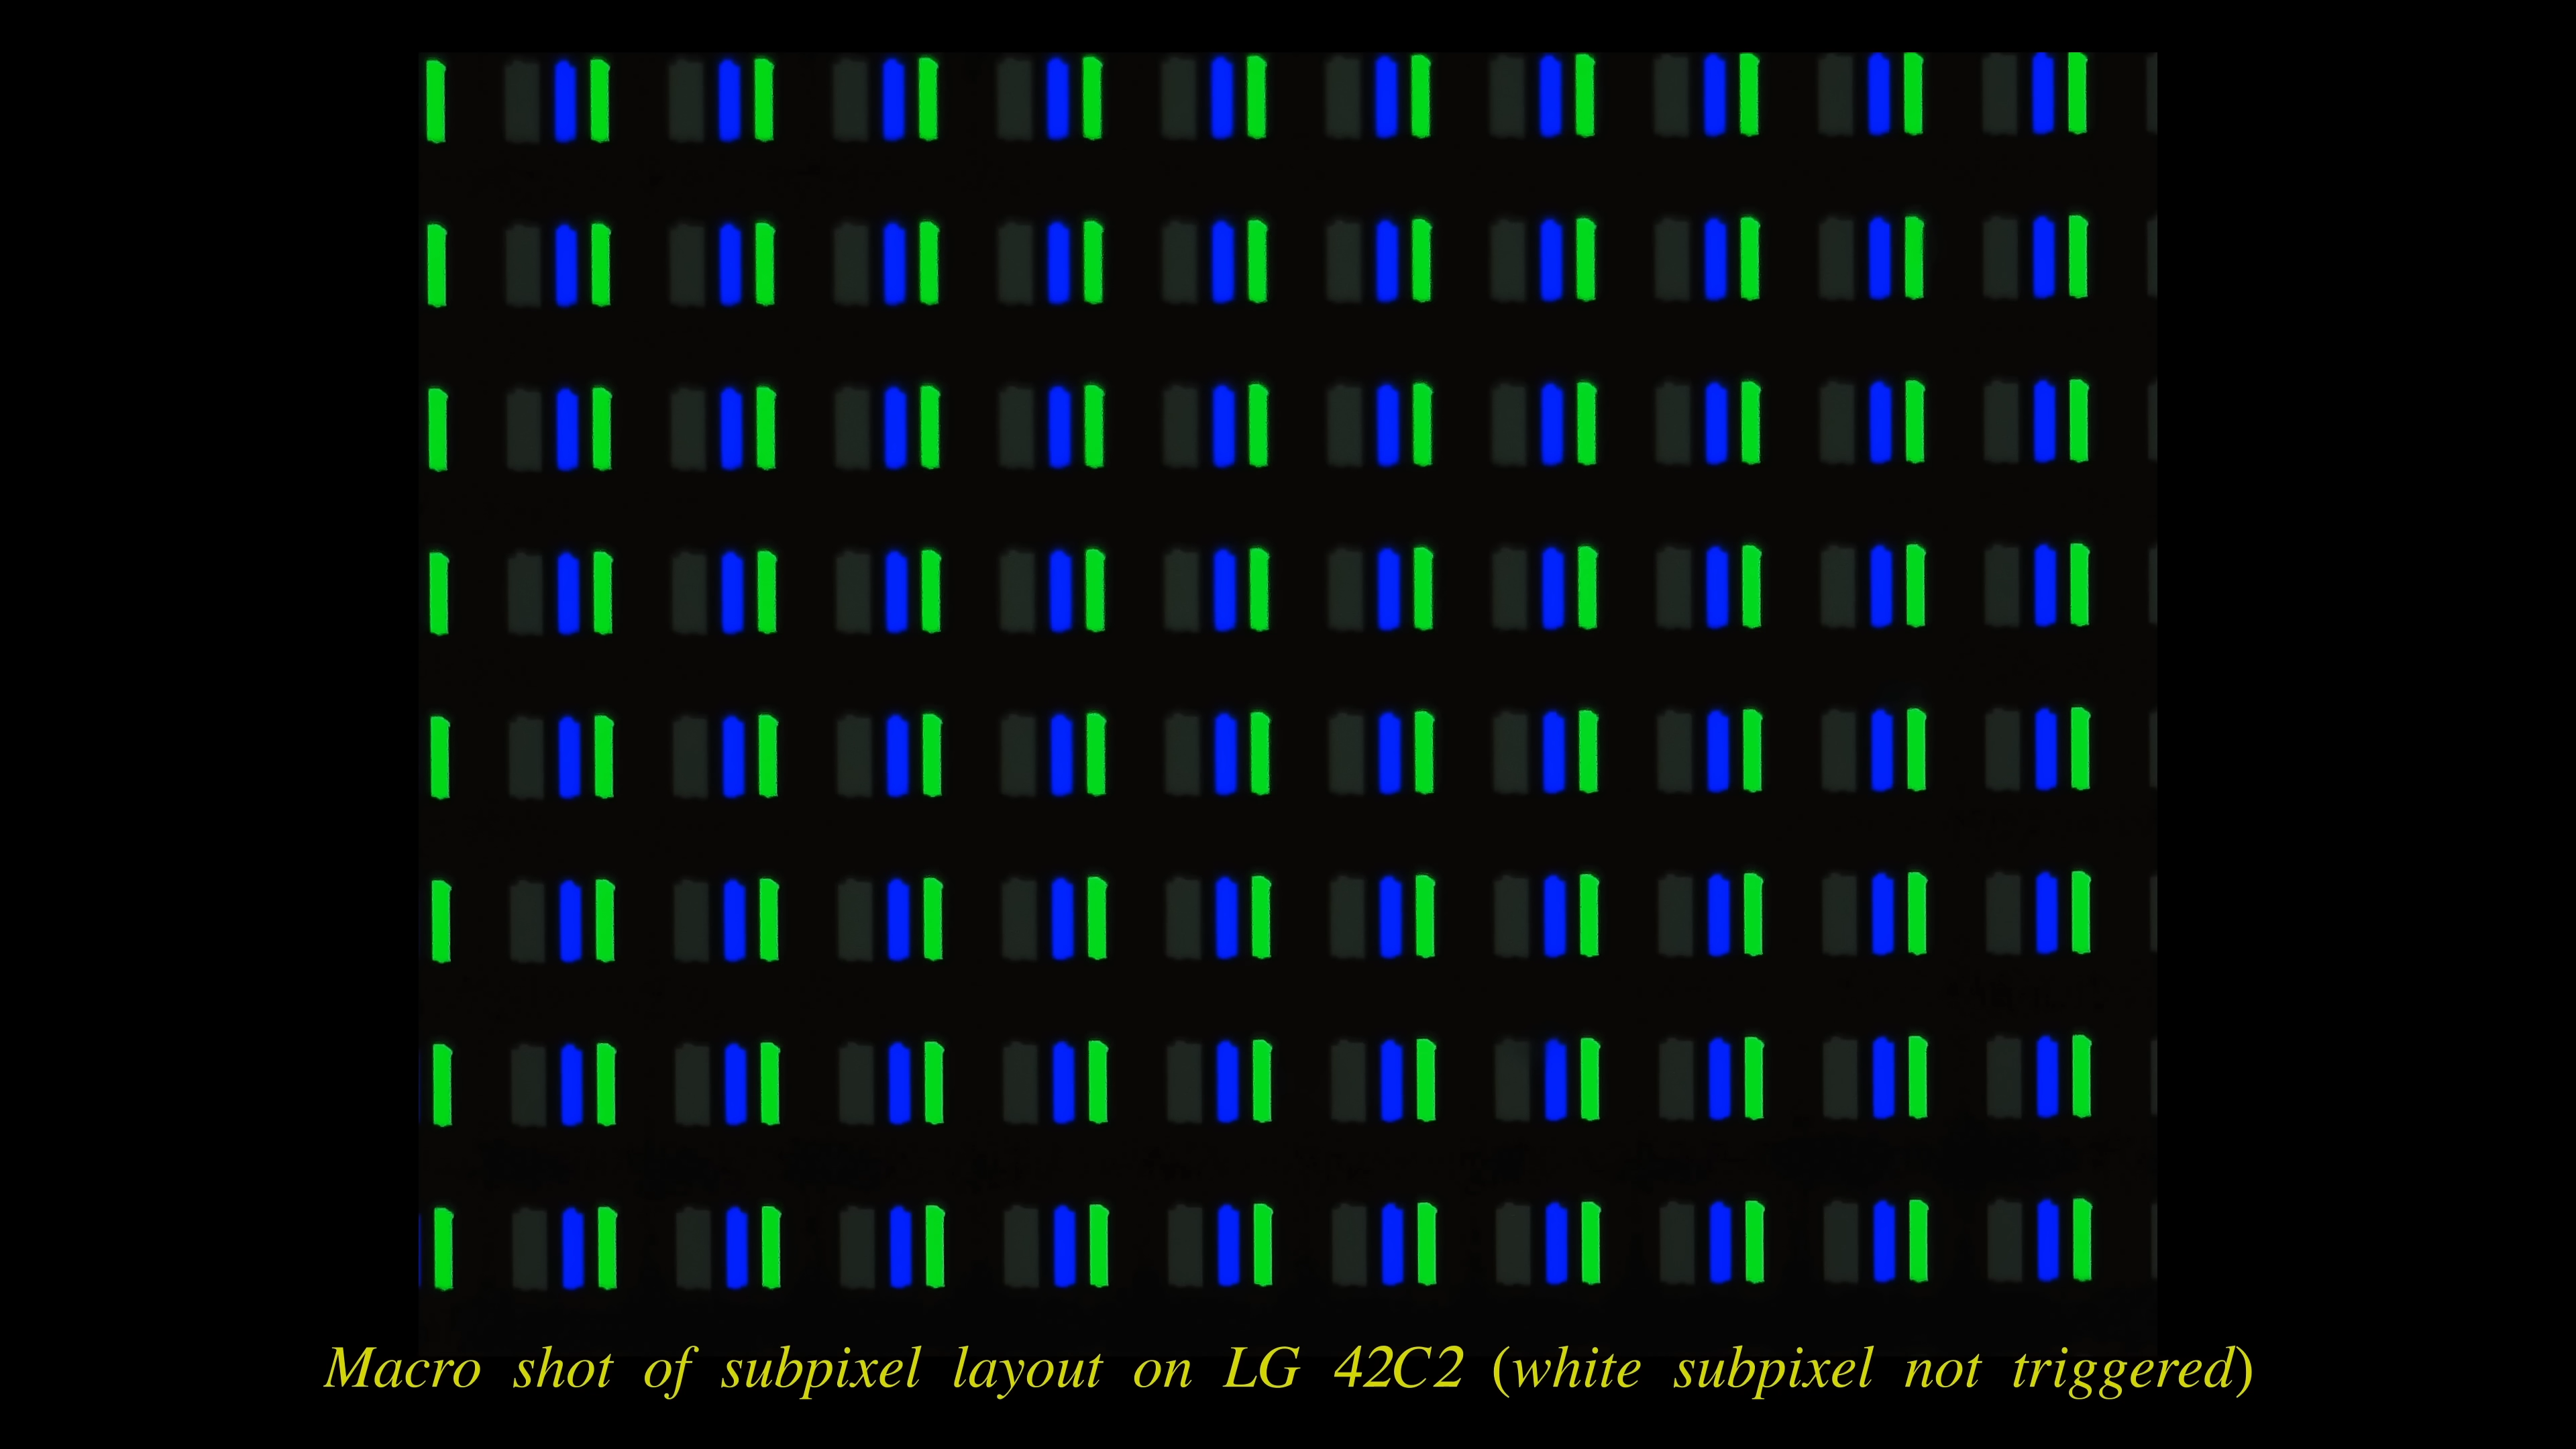 Macro shot of subpixel layout on LG 42C2 (white subpixel not triggered)